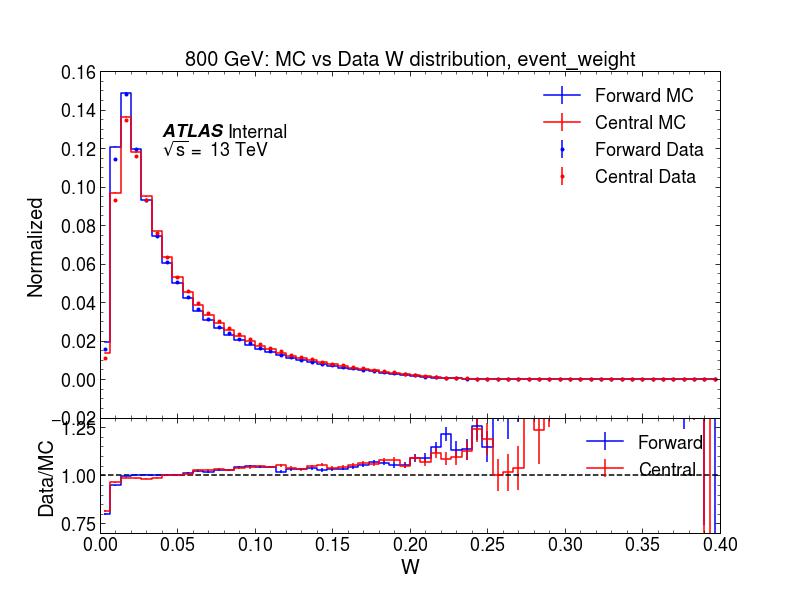 800 GeV: MC vs Data W distribution, event_weight
0.16
0.14
0.12
0.10
0.08
0.06
0.04
0.02
0.00
−0.02
Normalized
ATLAS Internal
√s = 13 TeV
Forward MC
Central MC
Forward Data
Central Data
1.25
1.00
0.75
Data/MC
Forward
Central
0.00 0.05 0.10 0.15 0.20 0.25 0.30 0.35 0.40
W